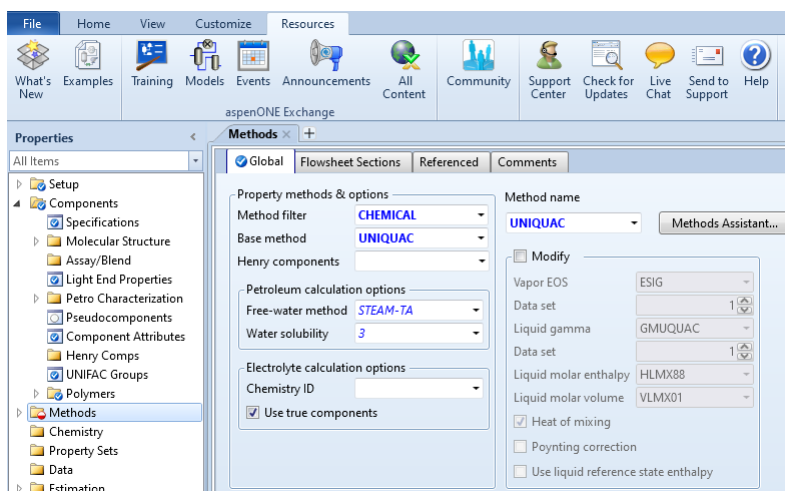 File Home View Customize Resources
What's New Examples Training Models Events Announcements All Content Community Support Center Check for Updates Live Chat Send to Support Help
aspenONE Exchange
Properties <
All Items
Setup
Components
Specifications
Molecular Structure
Assay/Blend
Light End Properties
Petro Characterization
Pseudocomponents
Component Attributes
Henry Comps
UNIFAC Groups
Polymers
Methods
Chemistry
Property Sets
Data
Estimation
Methods × +
Global Flowsheet Sections Referenced Comments
Property methods & options
Method filter CHEMICAL
Base method UNIQUAC
Henry components
Petroleum calculation options
Free-water method STEAM-TA
Water solubility 3
Electrolyte calculation options
Chemistry ID
Use true components
Method name
UNIQUAC Methods Assistant...
Modify
Vapor EOS ESIG
Data set 1
Liquid gamma GMUQUAC
Data set 1
Liquid molar enthalpy HLMX88
Liquid molar volume VLMX01
Heat of mixing
Poynting correction
Use liquid reference state enthalpy